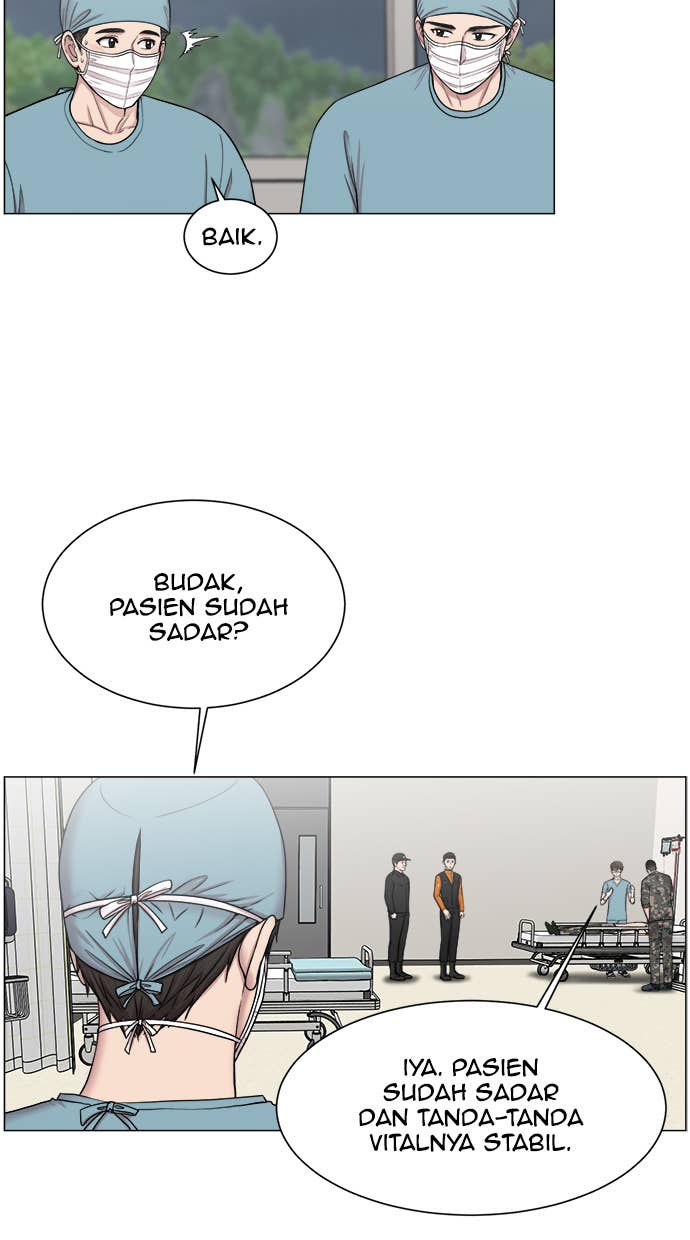 BAIK.
BUDAK,
PASIEN SUDAH
SADAR?
IYA. PASIEN
SUDAH SADAR
DAN TANDA-TANDA
VITALNYA STABIL.